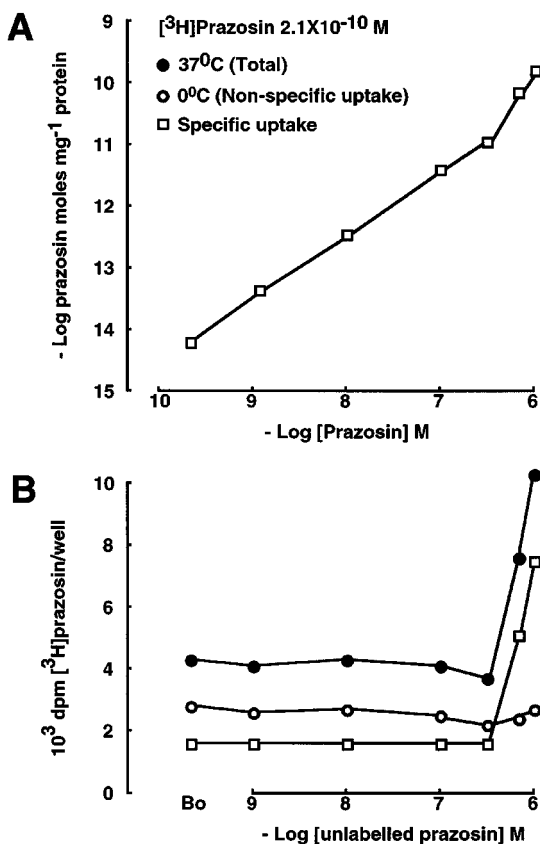 A
[³H]Prazosin 2.1X10⁻¹⁰ M
37⁰C (Total)
0⁰C (Non-specific uptake)
Specific uptake
- Log prazosin moles mg⁻¹ protein
9
10
11
12
13
14
15
10 9 8 7 6
- Log [Prazosin] M
B
10³ dpm [³H]prazosin/well
10
8
6
4
2
0
Bo 9 8 7 6
- Log [unlabelled prazosin] M